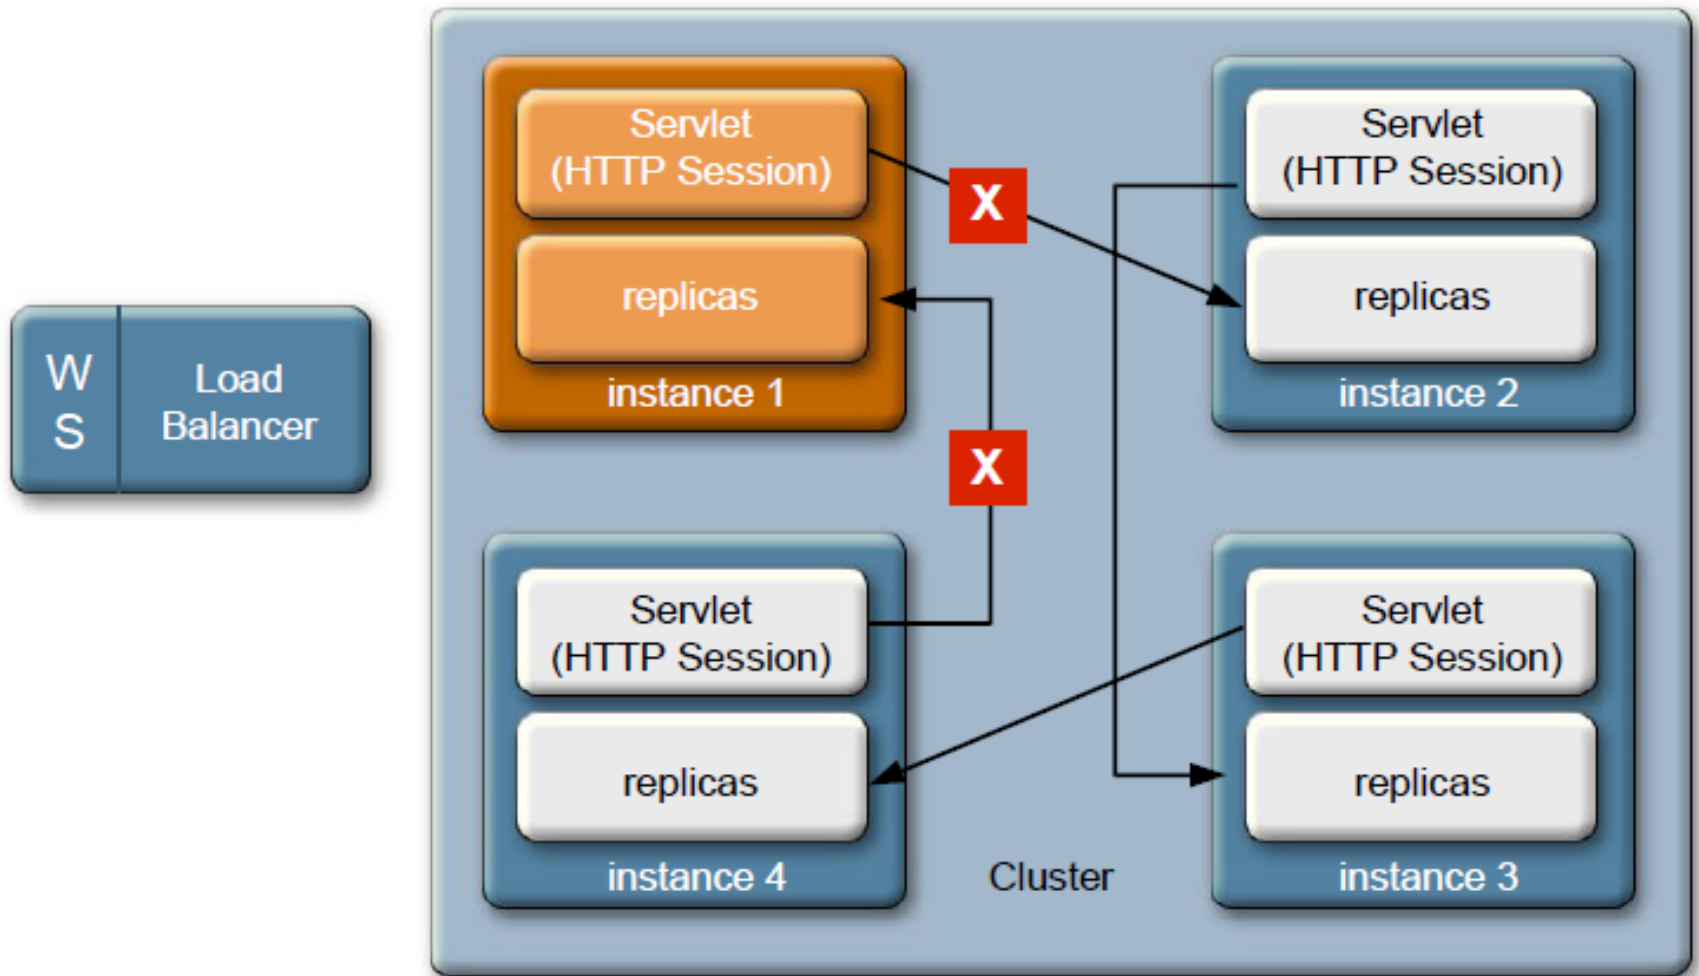 W
S
Load
Balancer
Servlet
(HTTP Session)
replicas
instance 1
X
Servlet
(HTTP Session)
replicas
instance 2
X
Servlet
(HTTP Session)
replicas
instance 4
Cluster
Servlet
(HTTP Session)
replicas
instance 3